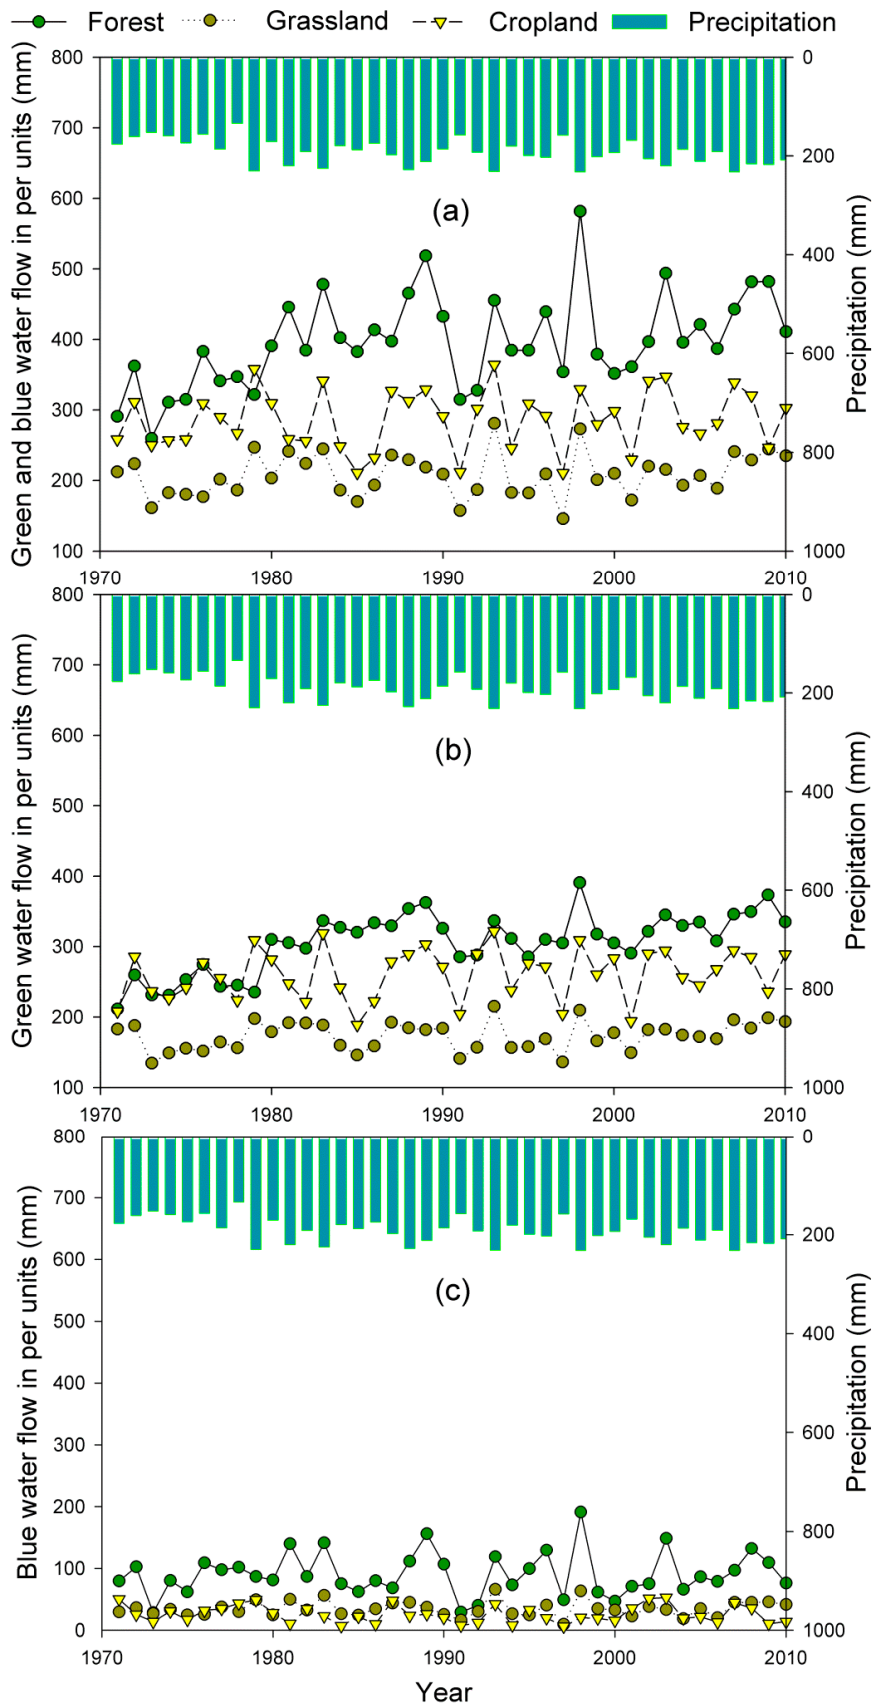 Forest Grassland Cropland Precipitation
800 0
700
200
600
(a)
500
400
400
600
300
800
200
100 1000
1970 1980 1990 2000 2010
Green and blue water flow in per units (mm)
Precipitation (mm)
800 0
700
200
600
(b)
500
400
400
600
300
800
200
100 1000
1970 1980 1990 2000 2010
Green water flow in per units (mm)
Precipitation (mm)
800 0
700
200
600
(c)
500
400
400
300
600
200
800
100
0 1000
1970 1980 1990 2000 2010
Blue water flow in per units (mm)
Precipitation (mm)
Year